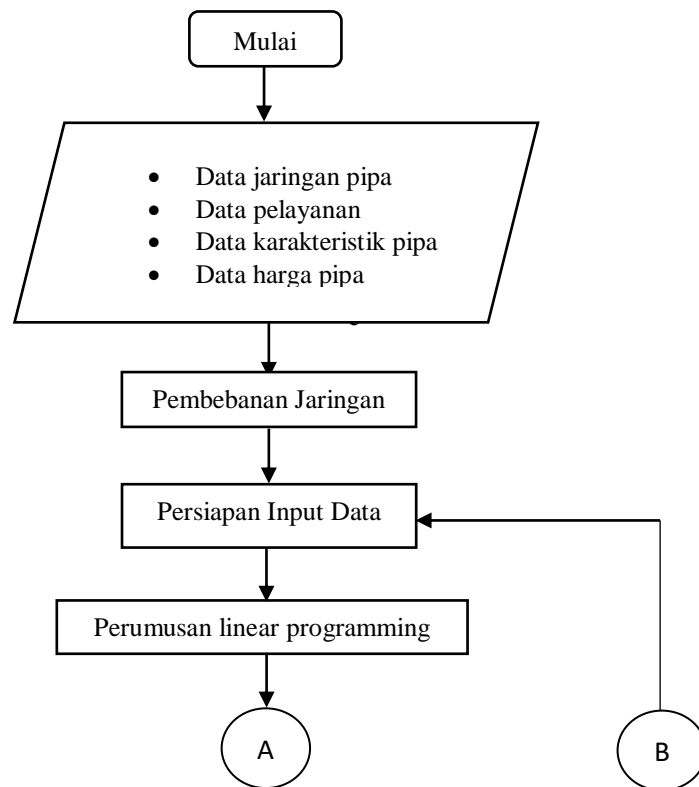 Mulai
• Data jaringan pipa
• Data pelayanan
• Data karakteristik pipa
• Data harga pipa
Pembebanan Jaringan
Persiapan Input Data
Perumusan linear programming
A
B